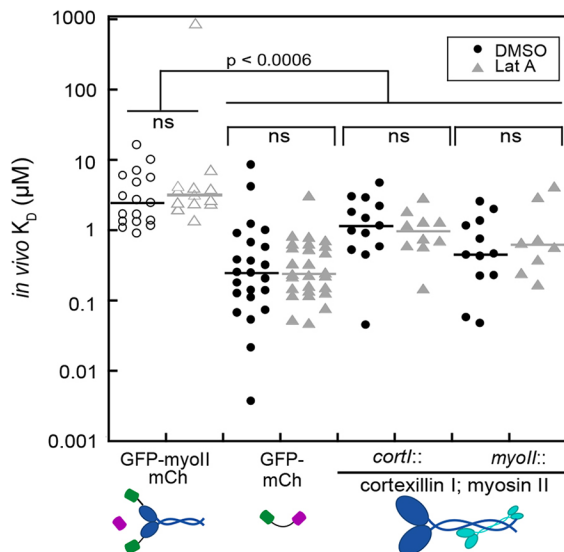 1000
100
10
1
0.1
0.01
0.001
in vivo K_D (µM)
p < 0.0006
DMSO
Lat A
ns
ns
ns
ns
GFP-myoII
mCh
GFP-
mCh
cortI::
myoII::
cortexillin I; myosin II